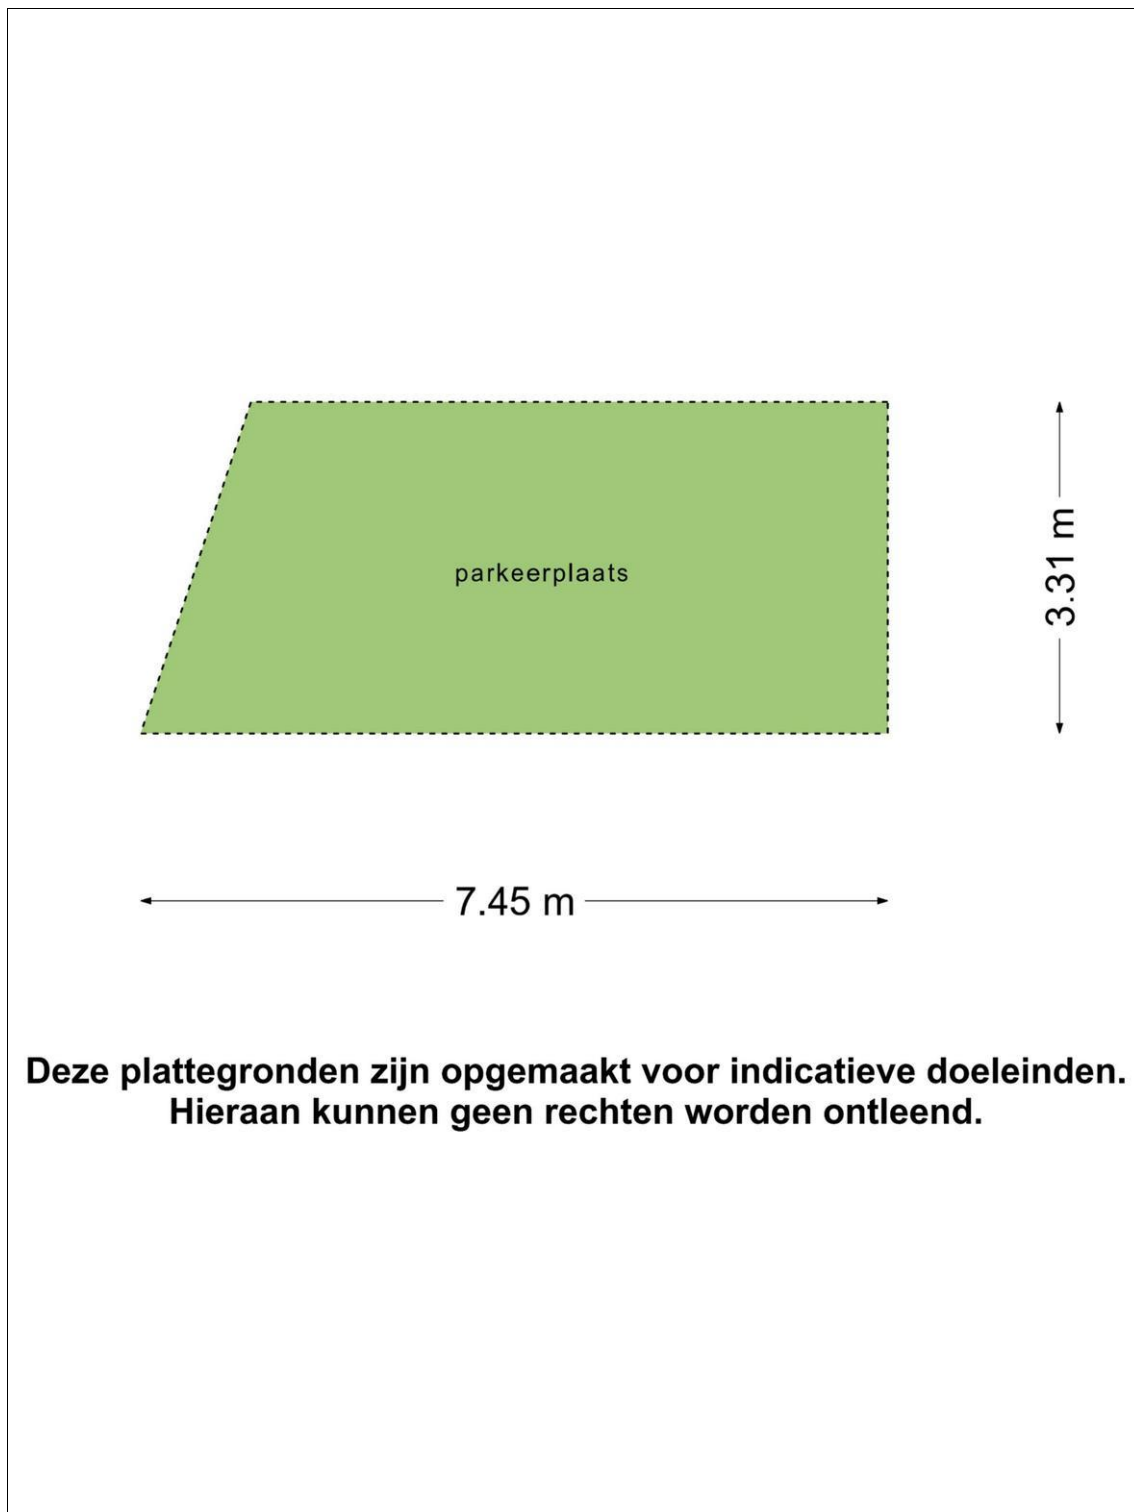 parkeerplaats
3.31 m
7.45 m
Deze plattegronden zijn opgemaakt voor indicatieve doeleinden.
Hieraan kunnen geen rechten worden ontleend.